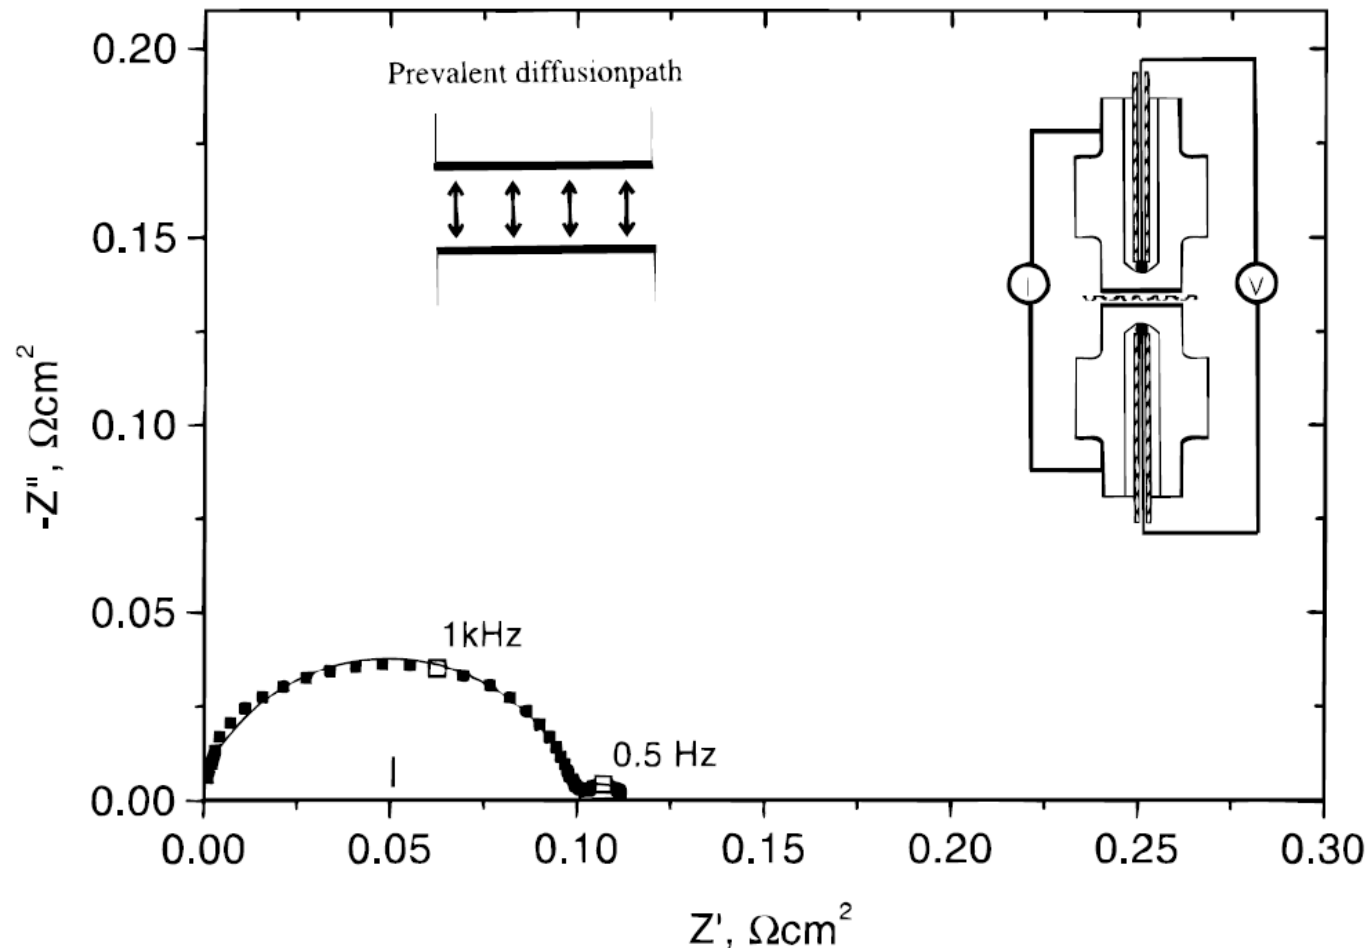 0.20
Prevalent diffusionpath
0.15
I
V
0.10
-Z", Ωcm²
0.05
1kHz
0.5 Hz
0.00
0.00 0.05 0.10 0.15 0.20 0.25 0.30
Z', Ωcm²